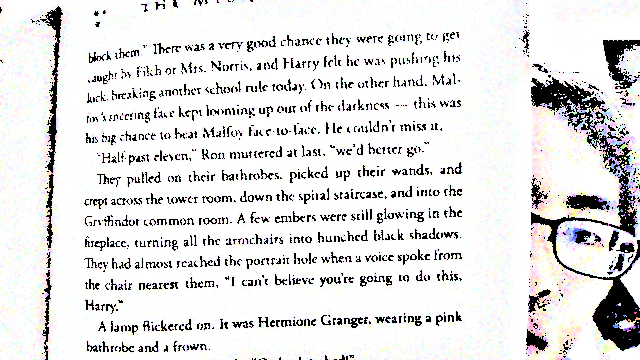 block them." There was a very good chance they were going to get
caught by Filch or Mrs. Norris, and Harry felt he was pushing his
luck, breaking another school rule today. On the other hand, Mal-
foy's sneering face kept looming up out of the darkness — this was
his big chance to beat Malfoy face-to-face. He couldn't miss it.
"Half-past eleven," Ron muttered at last, "we'd better go."
They pulled on their bathrobes, picked up their wands, and
crept across the tower room, down the spiral staircase, and into the
Gryffindor common room. A few embers were still glowing in the
fireplace, turning all the armchairs into hunched black shadows.
They had almost reached the portrait hole when a voice spoke from
the chair nearest them, "I can't believe you're going to do this,
Harry."
A lamp flickered on. It was Hermione Granger, wearing a pink
bathrobe and a frown.